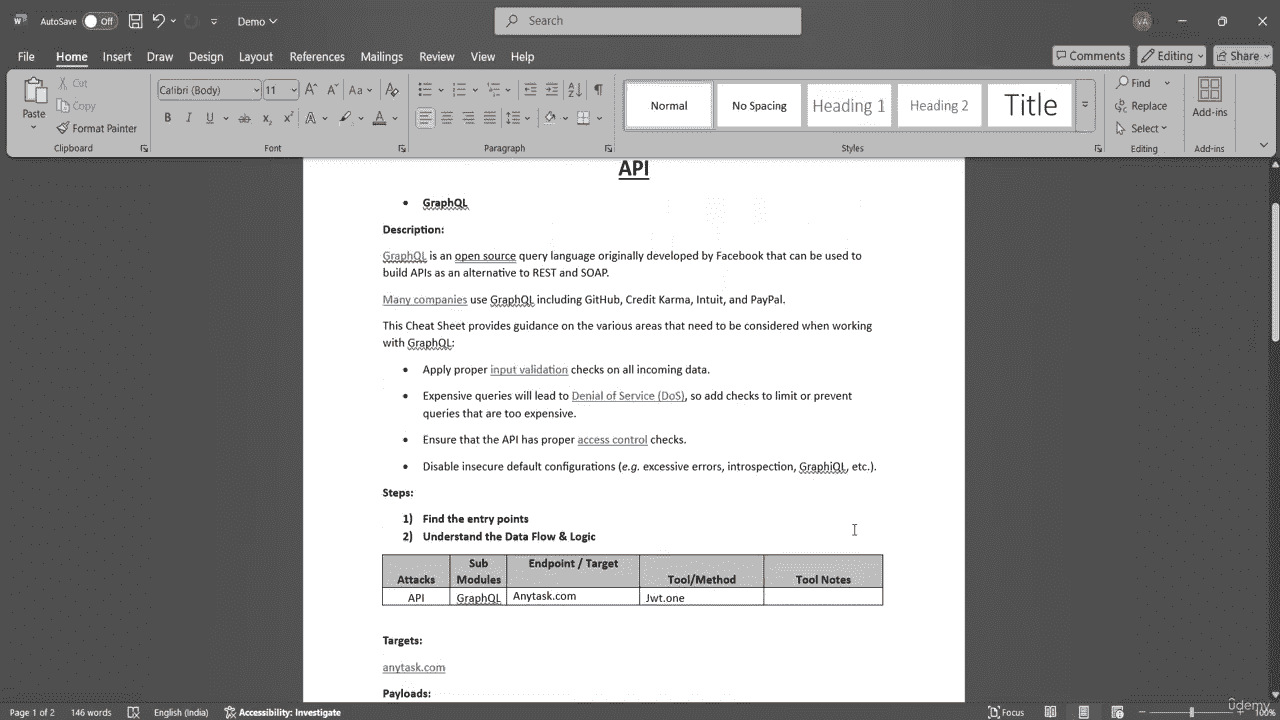 AutoSave Off Demo Search VA
File Home Insert Draw Design Layout References Mailings Review View Help Comments Editing Share
Paste Cut Copy Format Painter
Calibri (Body) 11
Normal No Spacing Heading 1 Heading 2 Title
Find Replace Select Add-ins
Clipboard Font Paragraph Styles Editing Add-ins
API
• GraphQL
Description:
GraphQL is an open source query language originally developed by Facebook that can be used to
build APIs as an alternative to REST and SOAP.
Many companies use GraphQL including GitHub, Credit Karma, Intuit, and PayPal.
This Cheat Sheet provides guidance on the various areas that need to be considered when working
with GraphQL:
• Apply proper input validation checks on all incoming data.
• Expensive queries will lead to Denial of Service (DoS), so add checks to limit or prevent
queries that are too expensive.
• Ensure that the API has proper access control checks.
• Disable insecure default configurations (e.g. excessive errors, introspection, GraphiQL, etc.).
Steps:
1) Find the entry points
2) Understand the Data Flow & Logic
Attacks Sub Modules Endpoint / Target Tool/Method Tool Notes
API GraphQL Anytask.com Jwt.one
Targets:
anytask.com
Payloads:
Page 1 of 2 146 words English (India) Accessibility: Investigate Focus 100%
Udemy